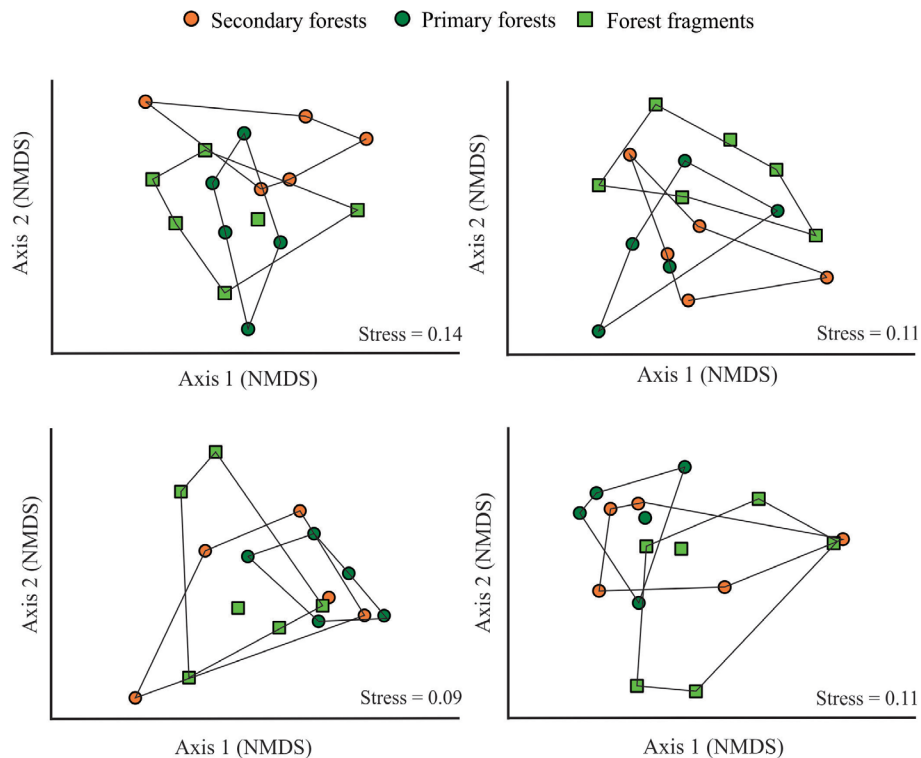 Secondary forests Primary forests Forest fragments
Axis 2 (NMDS)
Stress = 0.14
Axis 1 (NMDS)
Axis 2 (NMDS)
Stress = 0.11
Axis 1 (NMDS)
Axis 2 (NMDS)
Stress = 0.09
Axis 1 (NMDS)
Axis 2 (NMDS)
Stress = 0.11
Axis 1 (NMDS)